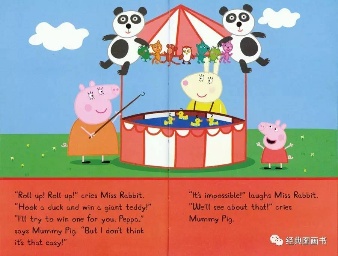 "Roll up! Roll up!" cries Miss Rabbit.
"Hook a duck and win a giant teddy!"
"I'll try to win one for you, Peppa,"
says Mummy Pig. "But I don't think
it's that easy!"
"It's impossible!" laughs Miss Rabbit.
"We'll see about that!" cries
Mummy Pig.
经典图画书